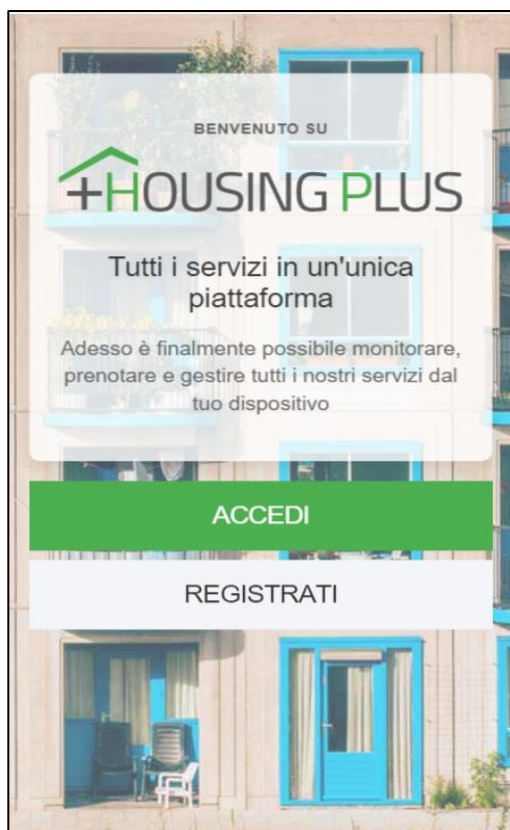 BENVENUTO SU
+HOUSING PLUS
Tutti i servizi in un'unica
piattaforma
Adesso è finalmente possibile monitorare,
prenotare e gestire tutti i nostri servizi dal
tuo dispositivo
ACCEDI
REGISTRATI